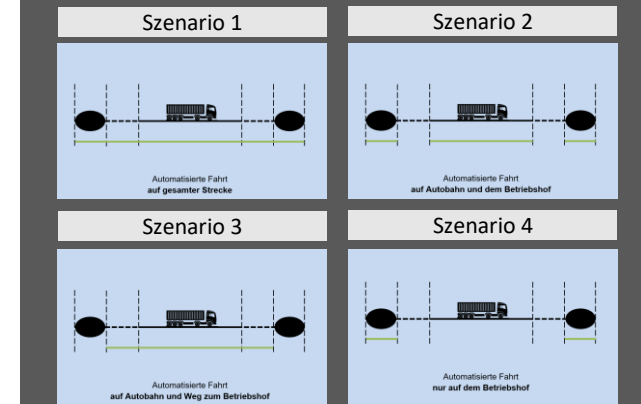 Szenario 1
Automatisierte Fahrt
auf gesamter Strecke
Szenario 2
Automatisierte Fahrt
auf Autobahn und dem Betriebshof
Szenario 3
Automatisierte Fahrt
auf Autobahn und Weg zum Betriebshof
Szenario 4
Automatisierte Fahrt
nur auf dem Betriebshof